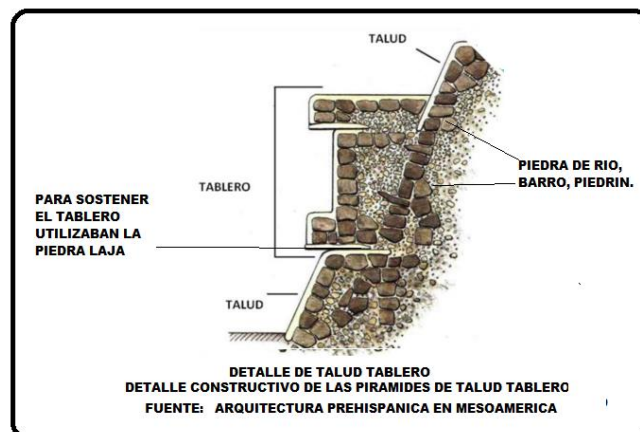 TALUD
TABLERO
PIEDRA DE RIO,
BARRO, PIEDRIN.
PARA SOSTENER
EL TABLERO
UTILIZABAN LA
PIEDRA LAJA
TALUD
DETALLE DE TALUD TABLERO
DETALLE CONSTRUCTIVO DE LAS PIRAMIDES DE TALUD TABLERO
FUENTE: ARQUITECTURA PREHISPANICA EN MESOAMERICA